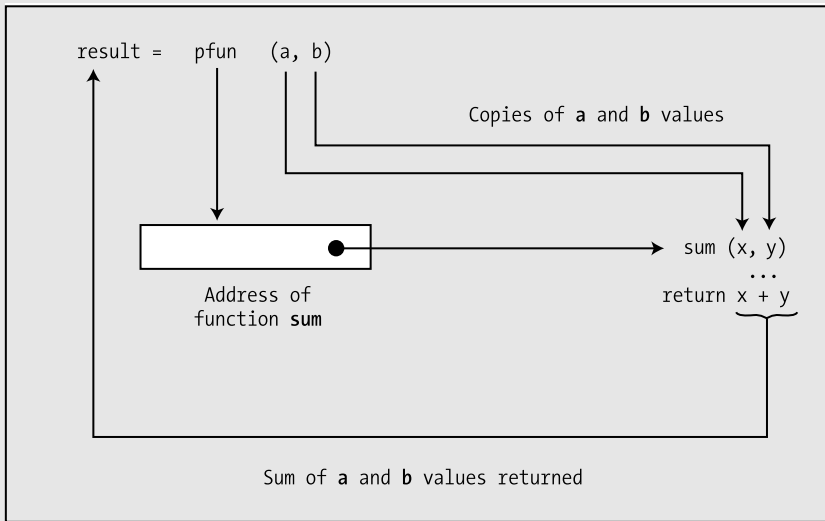 result = pfun (a, b)
Copies of a and b values
sum (x, y)
...
return x + y
Address of
function sum
Sum of a and b values returned